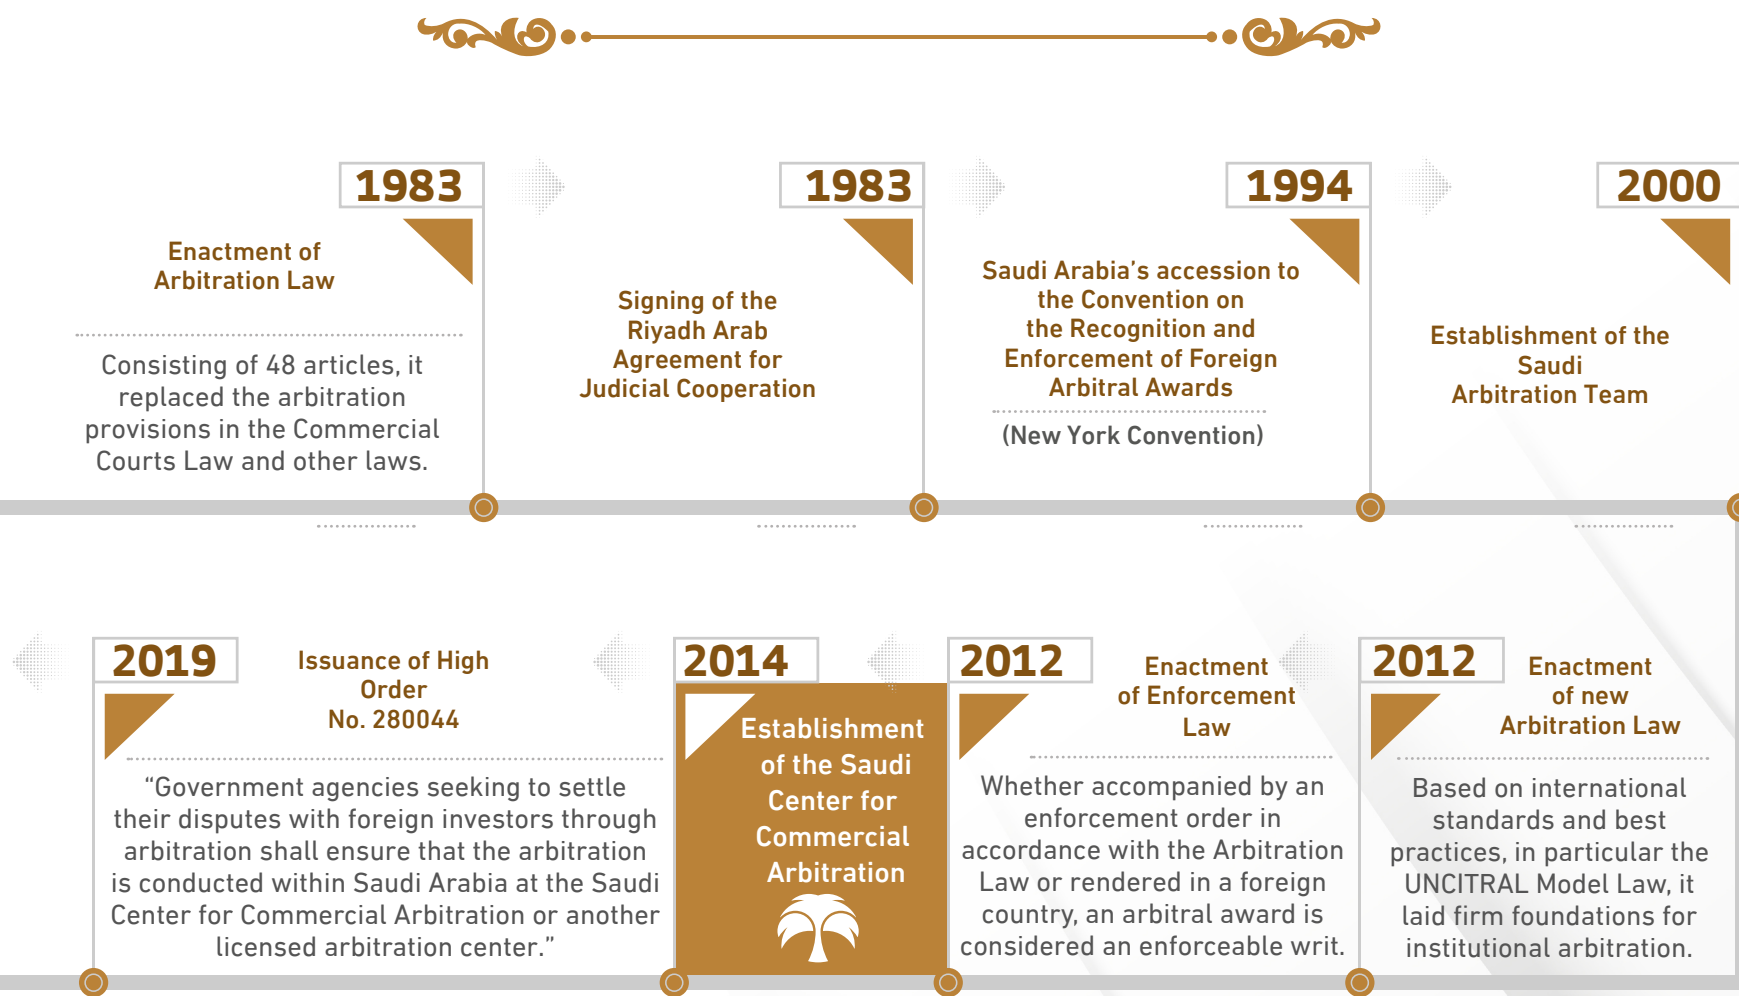 1983
Enactment of
Arbitration Law
Consisting of 48 articles, it
replaced the arbitration
provisions in the Commercial
Courts Law and other laws.
1983
Signing of the
Riyadh Arab
Agreement for
Judicial Cooperation
1994
Saudi Arabia’s accession to
the Convention on
the Recognition and
Enforcement of Foreign
Arbitral Awards
(New York Convention)
2000
Establishment of the
Saudi
Arbitration Team
2012
Enactment
of new
Arbitration Law
Based on international
standards and best
practices, in particular the
UNCITRAL Model Law, it
laid firm foundations for
institutional arbitration.
2012
Enactment
of Enforcement
Law
Whether accompanied by an
enforcement order in
accordance with the Arbitration
Law or rendered in a foreign
country, an arbitral award is
considered an enforceable writ.
2014
Establishment
of the Saudi
Center for
Commercial
Arbitration
2019
Issuance of High
Order
No. 280044
“Government agencies seeking to settle
their disputes with foreign investors through
arbitration shall ensure that the arbitration
is conducted within Saudi Arabia at the Saudi
Center for Commercial Arbitration or another
licensed arbitration center.”